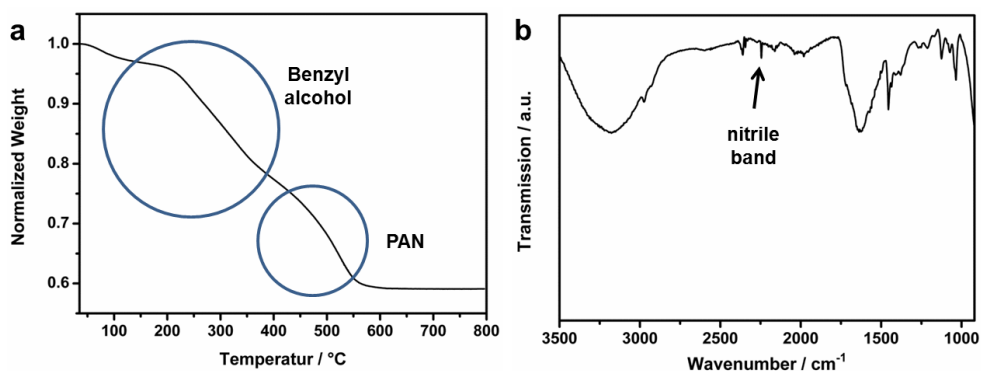 a
1.0
0.9
0.8
0.7
0.6
Normalized Weight
Benzyl
alcohol
PAN
100 200 300 400 500 600 700 800
Temperatur / °C
b
Transmission / a.u.
nitrile
band
3500 3000 2500 2000 1500 1000
Wavenumber / cm⁻¹